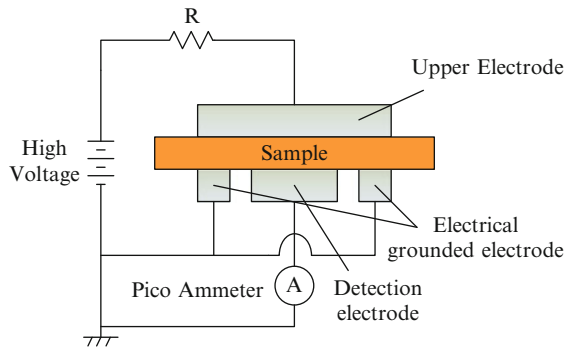 R
Upper Electrode
High
Voltage
Sample
Electrical
grounded electrode
Pico Ammeter
A
Detection
electrode